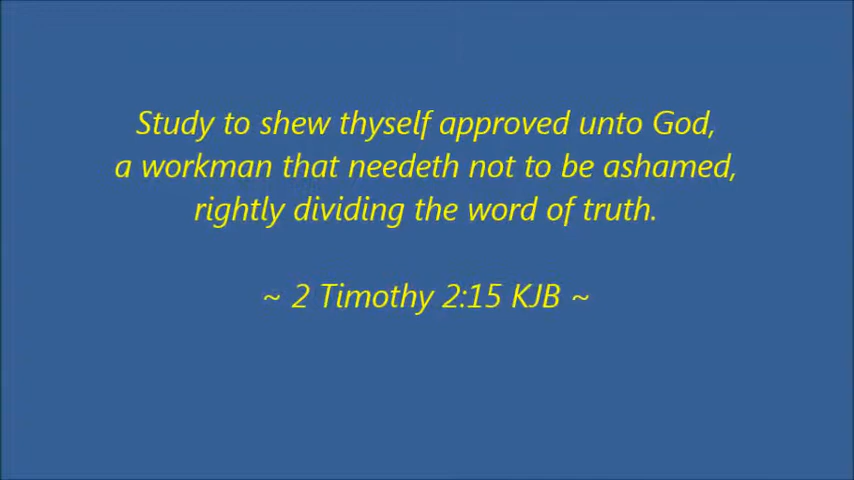 Study to shew thyself approved unto God,
a workman that needeth not to be ashamed,
rightly dividing the word of truth.
~ 2 Timothy 2:15 KJB ~